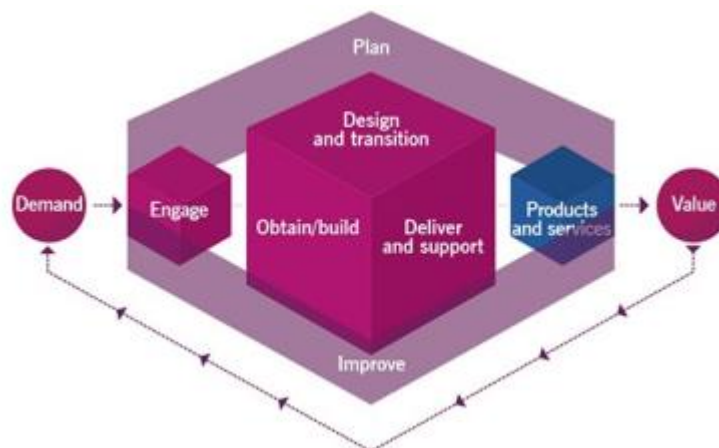 Plan
Design
and transition
Demand
Engage
Obtain/build
Deliver
and support
Products
and services
Value
Improve